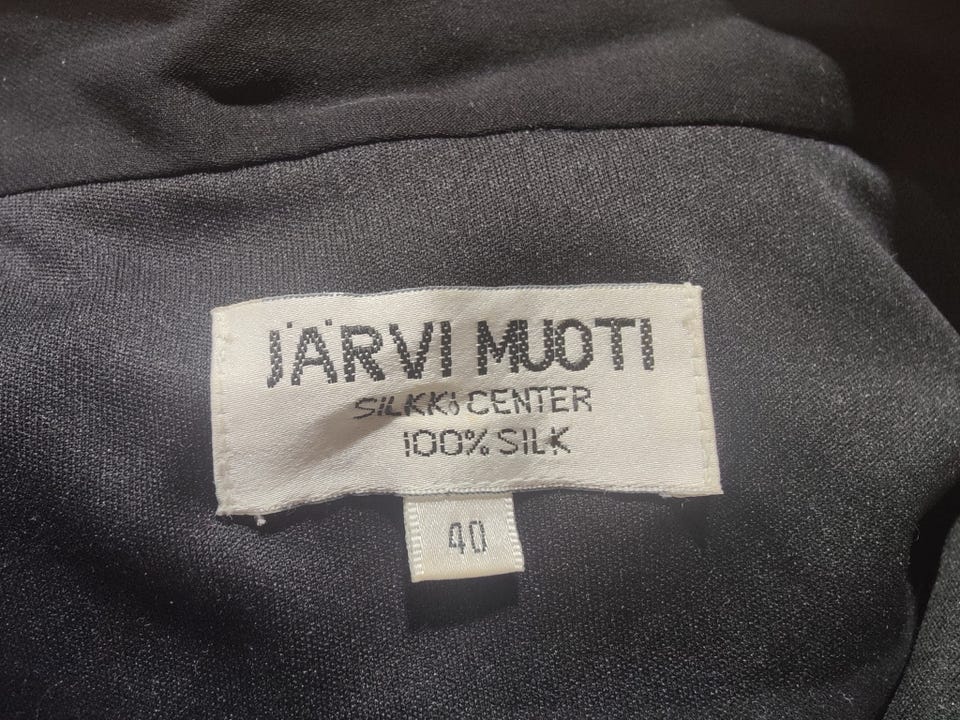 JÄRVI MUOTI
SILKKI CENTER
100% SILK
40